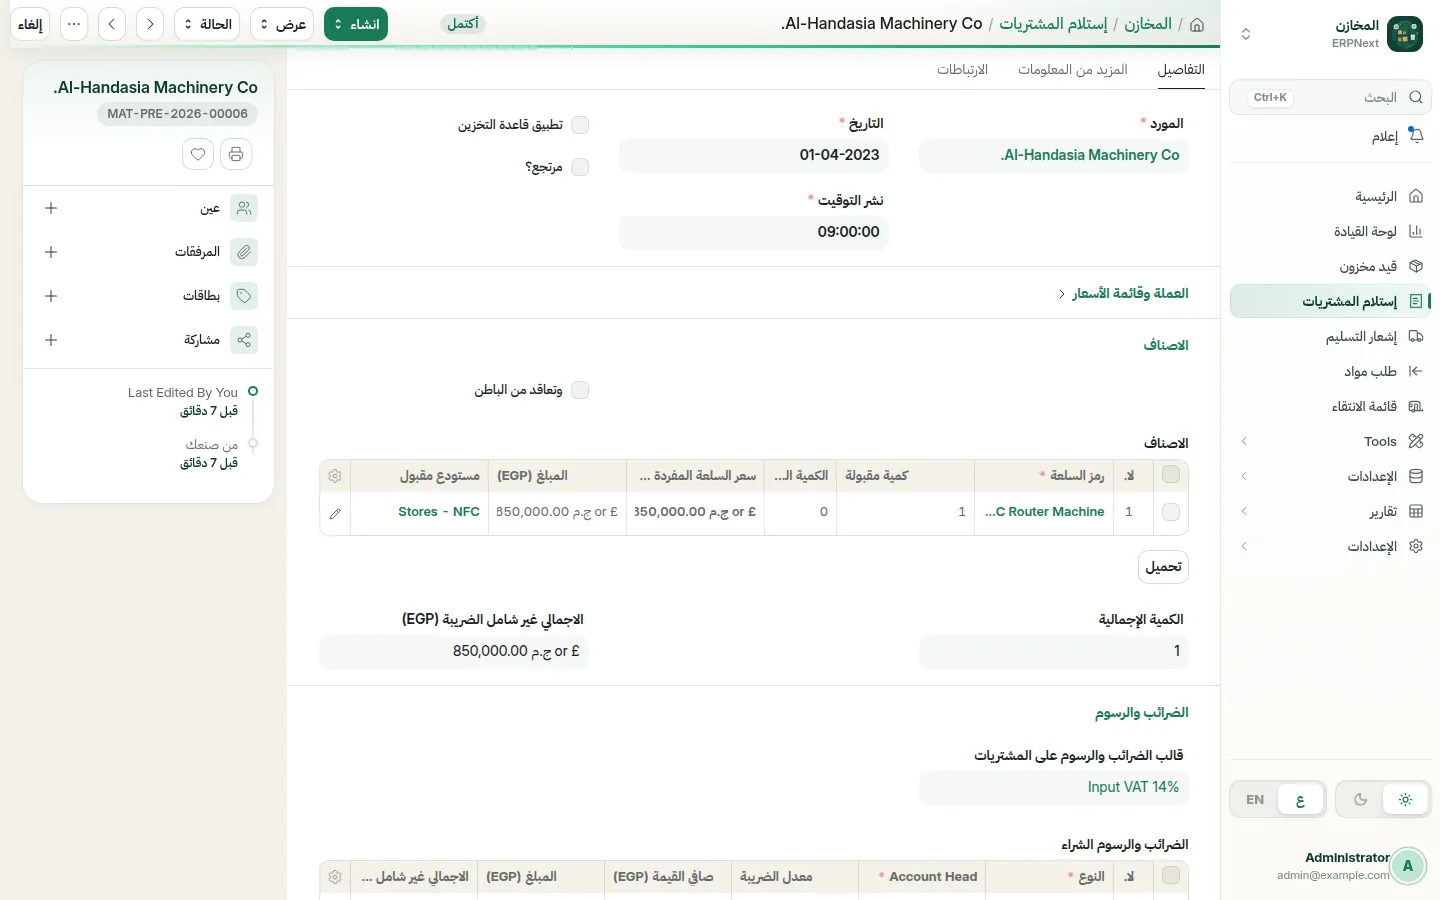 المخازن
ERPNext
البحث
Ctrl+K
إعلام
الرئيسية
لوحة القيادة
قيد مخزون
إستلام المشتريات
إشعار التسليم
طلب مواد
قائمة الانتقاء
Tools
الإعدادات
تقارير
الإعدادات
ع
EN
Administrator
admin@example.com
A
المخازن / إستلام المشتريات / Al-Handasia Machinery Co.
أكتمل
انشاء
عرض
الحالة
إلغاء
التفاصيل
المزيد من المعلومات
الارتباطات
المورد *
Al-Handasia Machinery Co.
التاريخ *
01-04-2023
نشر التوقيت *
09:00:00
تطبيق قاعدة التخزين
مرتجع؟
العملة وقائمة الأسعار
الاصناف
وتعاقد من الباطن
الاصناف
لا. رمز السلعة * كمية مقبولة الكمية الـ... سعر السلعة المفردة ... المبلغ (EGP) مستودع مقبول
1 C Router Machine... 1 0 £ or ج.م 350,000.00 £ or ج.م 850,000.00 Stores - NFC
تحميل
الكمية الإجمالية
1
الاجمالي غير شامل الضريبة (EGP)
£ or ج.م 850,000.00
الضرائب والرسوم
قالب الضرائب والرسوم على المشتريات
Input VAT 14%
الضرائب والرسوم الشراء
لا. النوع * Account Head * معدل الضريبة صافي القيمة (EGP) المبلغ (EGP) الاجمالي غير شامل ...
Al-Handasia Machinery Co.
MAT-PRE-2026-00006
عين
المرفقات
بطاقات
مشاركة
Last Edited By You
قبل 7 دقائق
من صنعك
قبل 7 دقائق